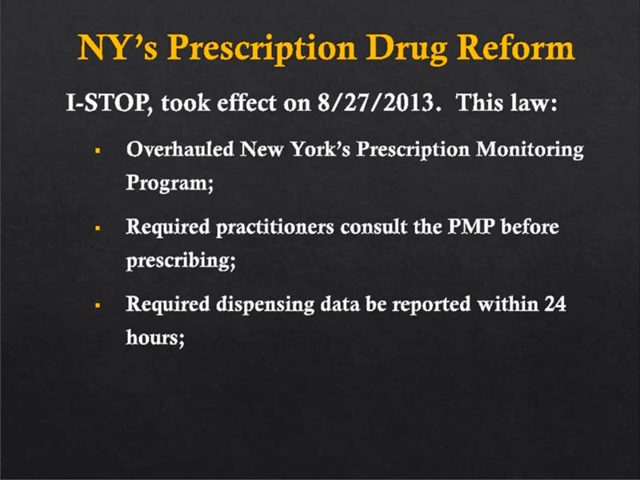 NY’s Prescription Drug Reform
I-STOP, took effect on 8/27/2013.  This law:
▪ Overhauled New York’s Prescription Monitoring
Program;
▪ Required practitioners consult the PMP before
prescribing;
▪ Required dispensing data be reported within 24
hours;